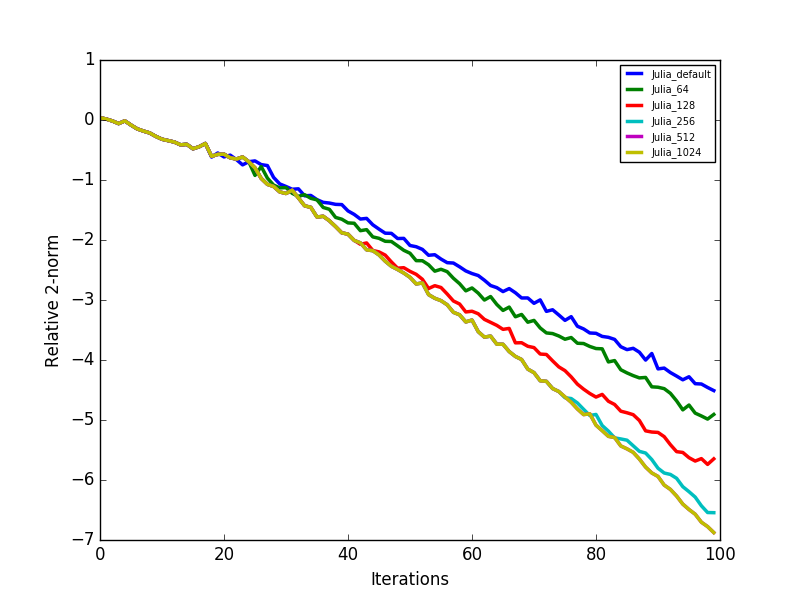 1
0
−1
−2
−3
−4
−5
−6
−7
Relative 2-norm
0 20 40 60 80 100
Iterations
Julia_default
Julia_64
Julia_128
Julia_256
Julia_512
Julia_1024